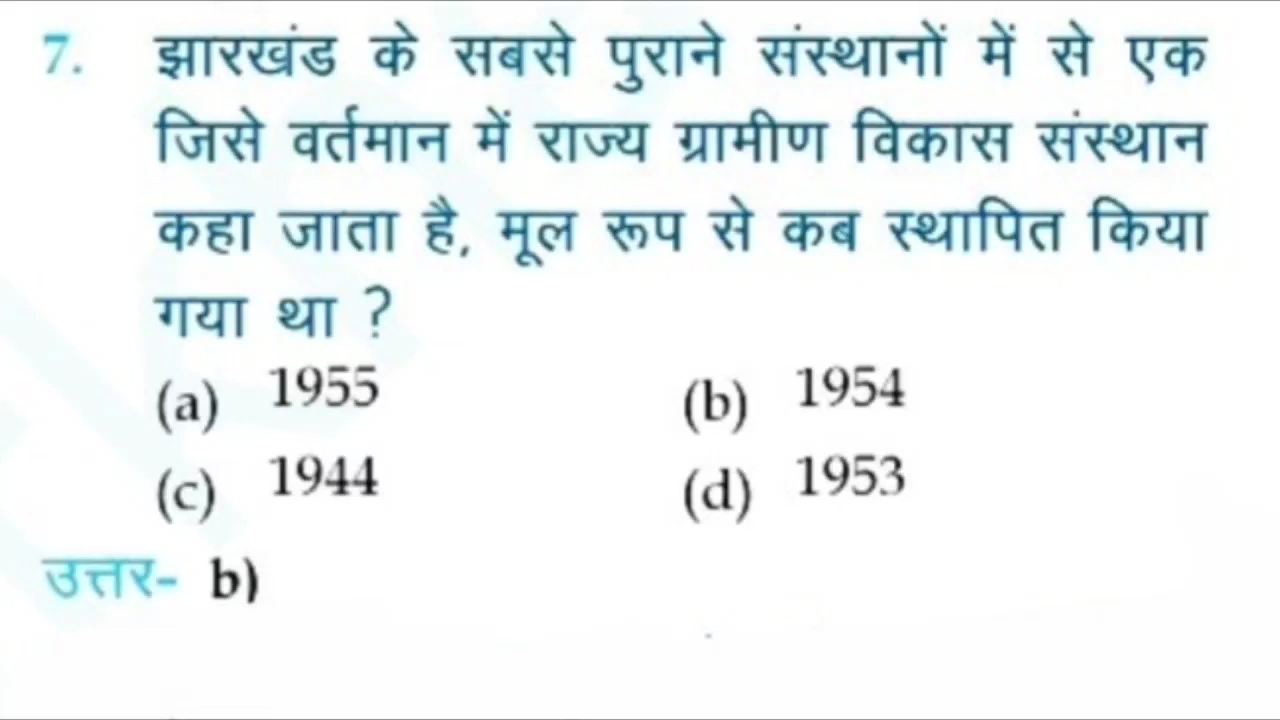 7. झारखंड के सबसे पुराने संस्थानों में से एक
जिसे वर्तमान में राज्य ग्रामीण विकास संस्थान
कहा जाता है, मूल रूप से कब स्थापित किया
गया था ?
(a) 1955 (b) 1954
(c) 1944 (d) 1953
उत्तर- b)